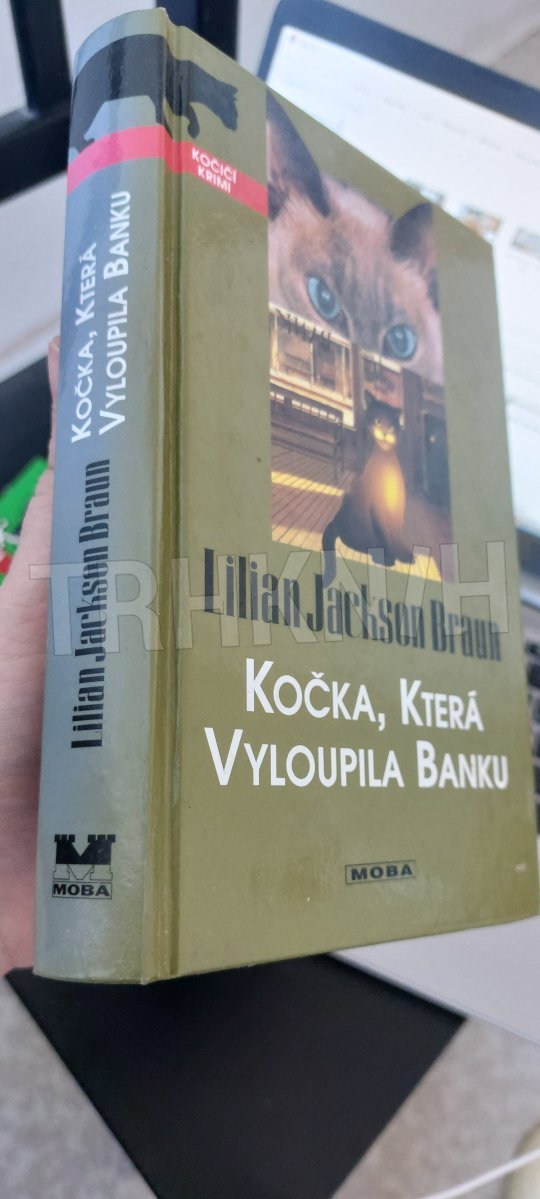 KOČIČÍ
KRIMI
KOČKA, KTERÁ
VYLOUPILA BANKU
Lilian Jackson Braun
MOBA
Lilian Jackson Braun
KOČKA, KTERÁ
VYLOUPILA BANKU
MOBA
TRHKNIH